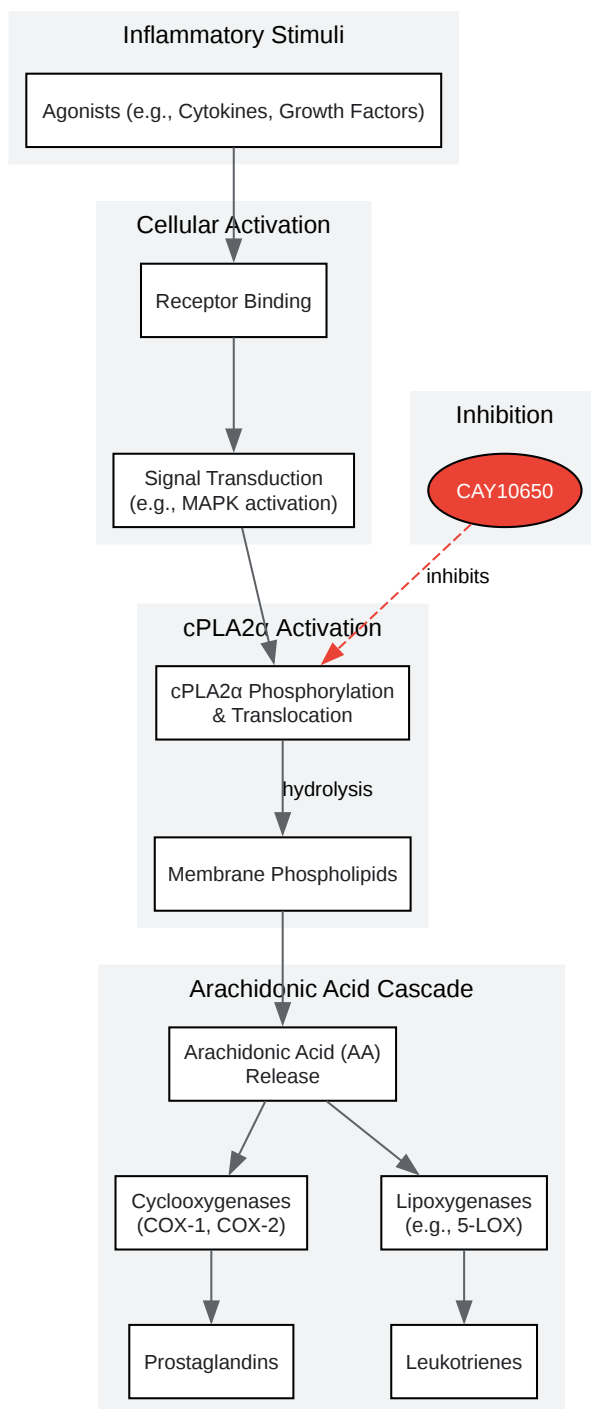 Inflammatory Stimuli
Agonists (e.g., Cytokines, Growth Factors)
Cellular Activation
Receptor Binding
Signal Transduction
(e.g., MAPK activation)
Inhibition
CAY10650
inhibits
cPLA2α Activation
cPLA2α Phosphorylation
& Translocation
hydrolysis
Membrane Phospholipids
Arachidonic Acid Cascade
Arachidonic Acid (AA)
Release
Cyclooxygenases
(COX-1, COX-2)
Lipoxygenases
(e.g., 5-LOX)
Prostaglandins
Leukotrienes